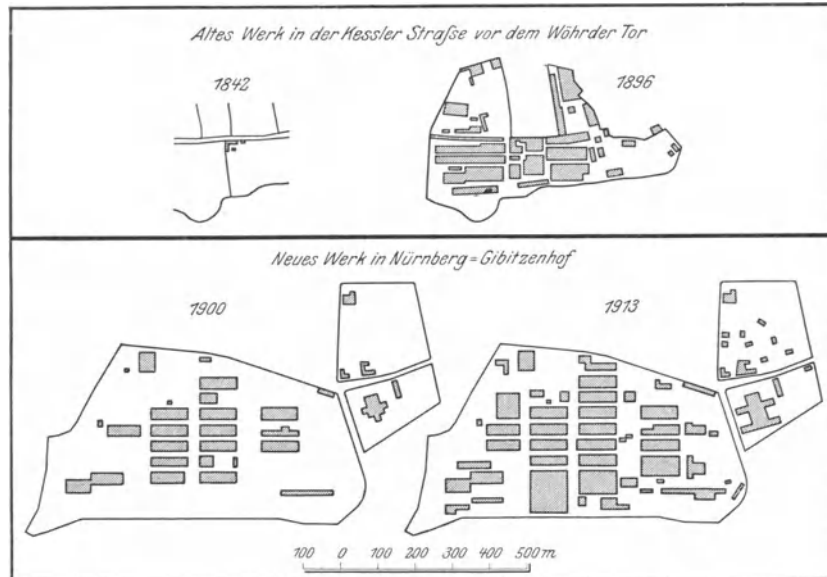 Altes Werk in der Kessler Straße vor dem Wöhrder Tor
1842
1896
Neues Werk in Nürnberg=Gibitzenhof
1900
1913
100 0 100 200 300 400 500 m